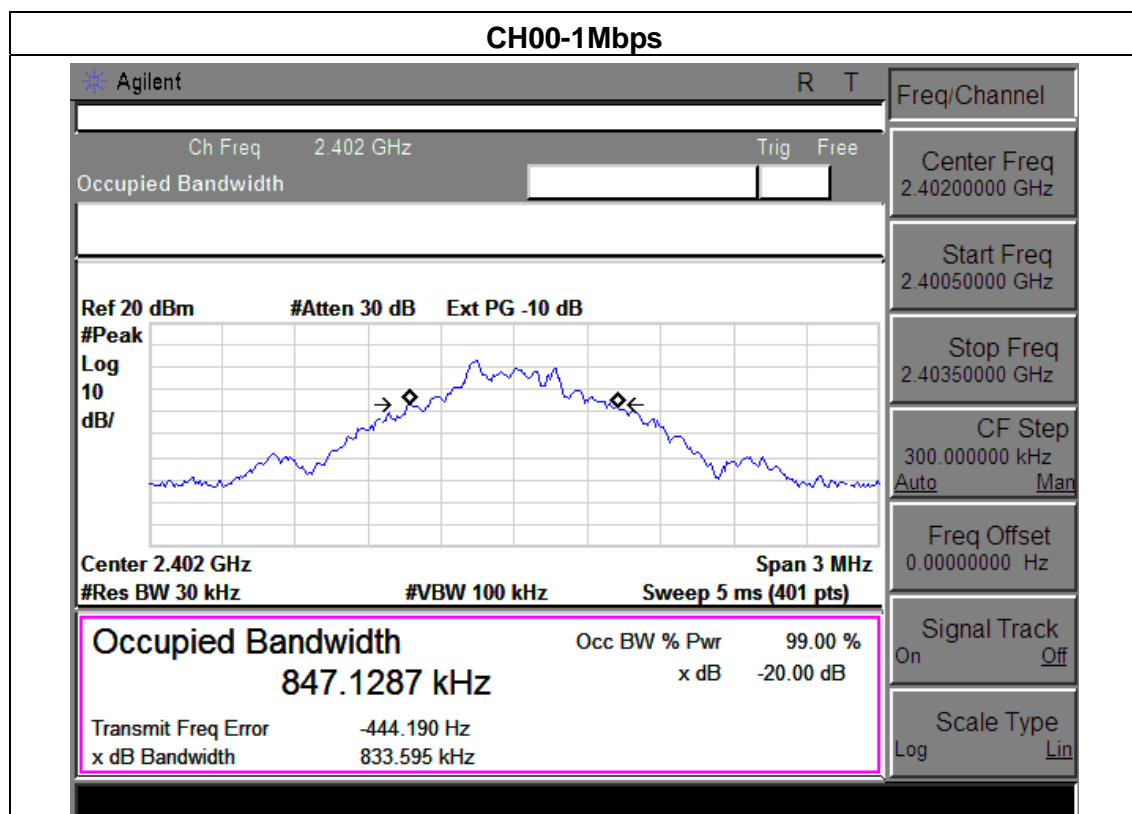 CH00-1Mbps
Agilent R T
Ch Freq 2.402 GHz Trig Free
Occupied Bandwidth
Ref 20 dBm #Atten 30 dB Ext PG -10 dB
#Peak
Log
10
dB/
Center 2.402 GHz Span 3 MHz
#Res BW 30 kHz #VBW 100 kHz Sweep 5 ms (401 pts)
Occupied Bandwidth Occ BW % Pwr 99.00 %
847.1287 kHz x dB -20.00 dB
Transmit Freq Error -444.190 Hz
x dB Bandwidth 833.595 kHz
Freq/Channel
Center Freq
2.40200000 GHz
Start Freq
2.40050000 GHz
Stop Freq
2.40350000 GHz
CF Step
300.000000 kHz
Auto Man
Freq Offset
0.00000000 Hz
Signal Track
On Off
Scale Type
Log Lin